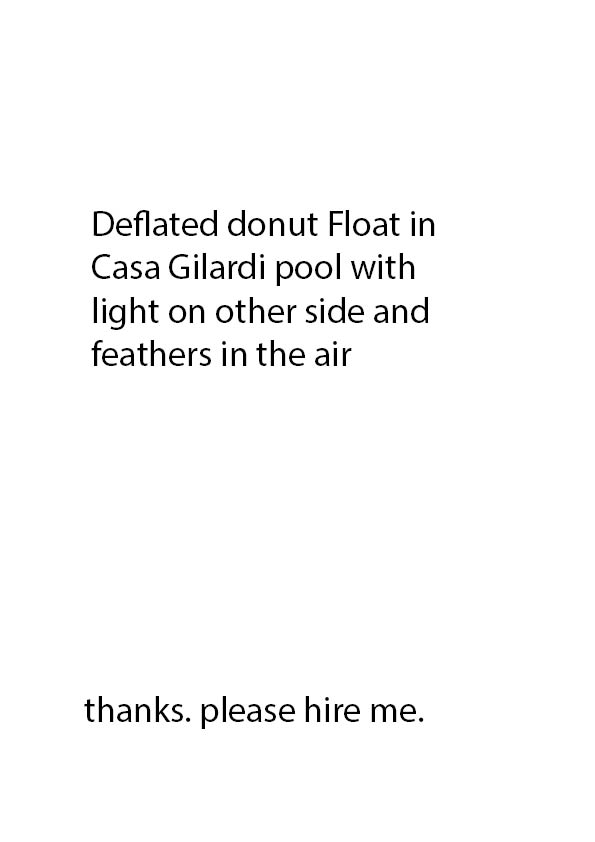 Deflated donut Float in
Casa Gilardi pool with
light on other side and
feathers in the air
thanks. please hire me.